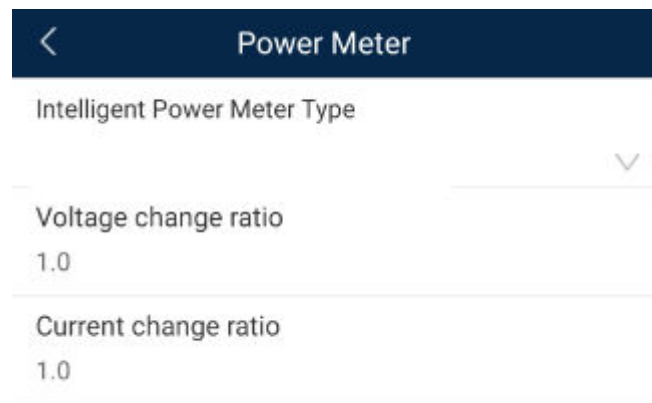 Power Meter
Intelligent Power Meter Type
Voltage change ratio
1.0
Current change ratio
1.0